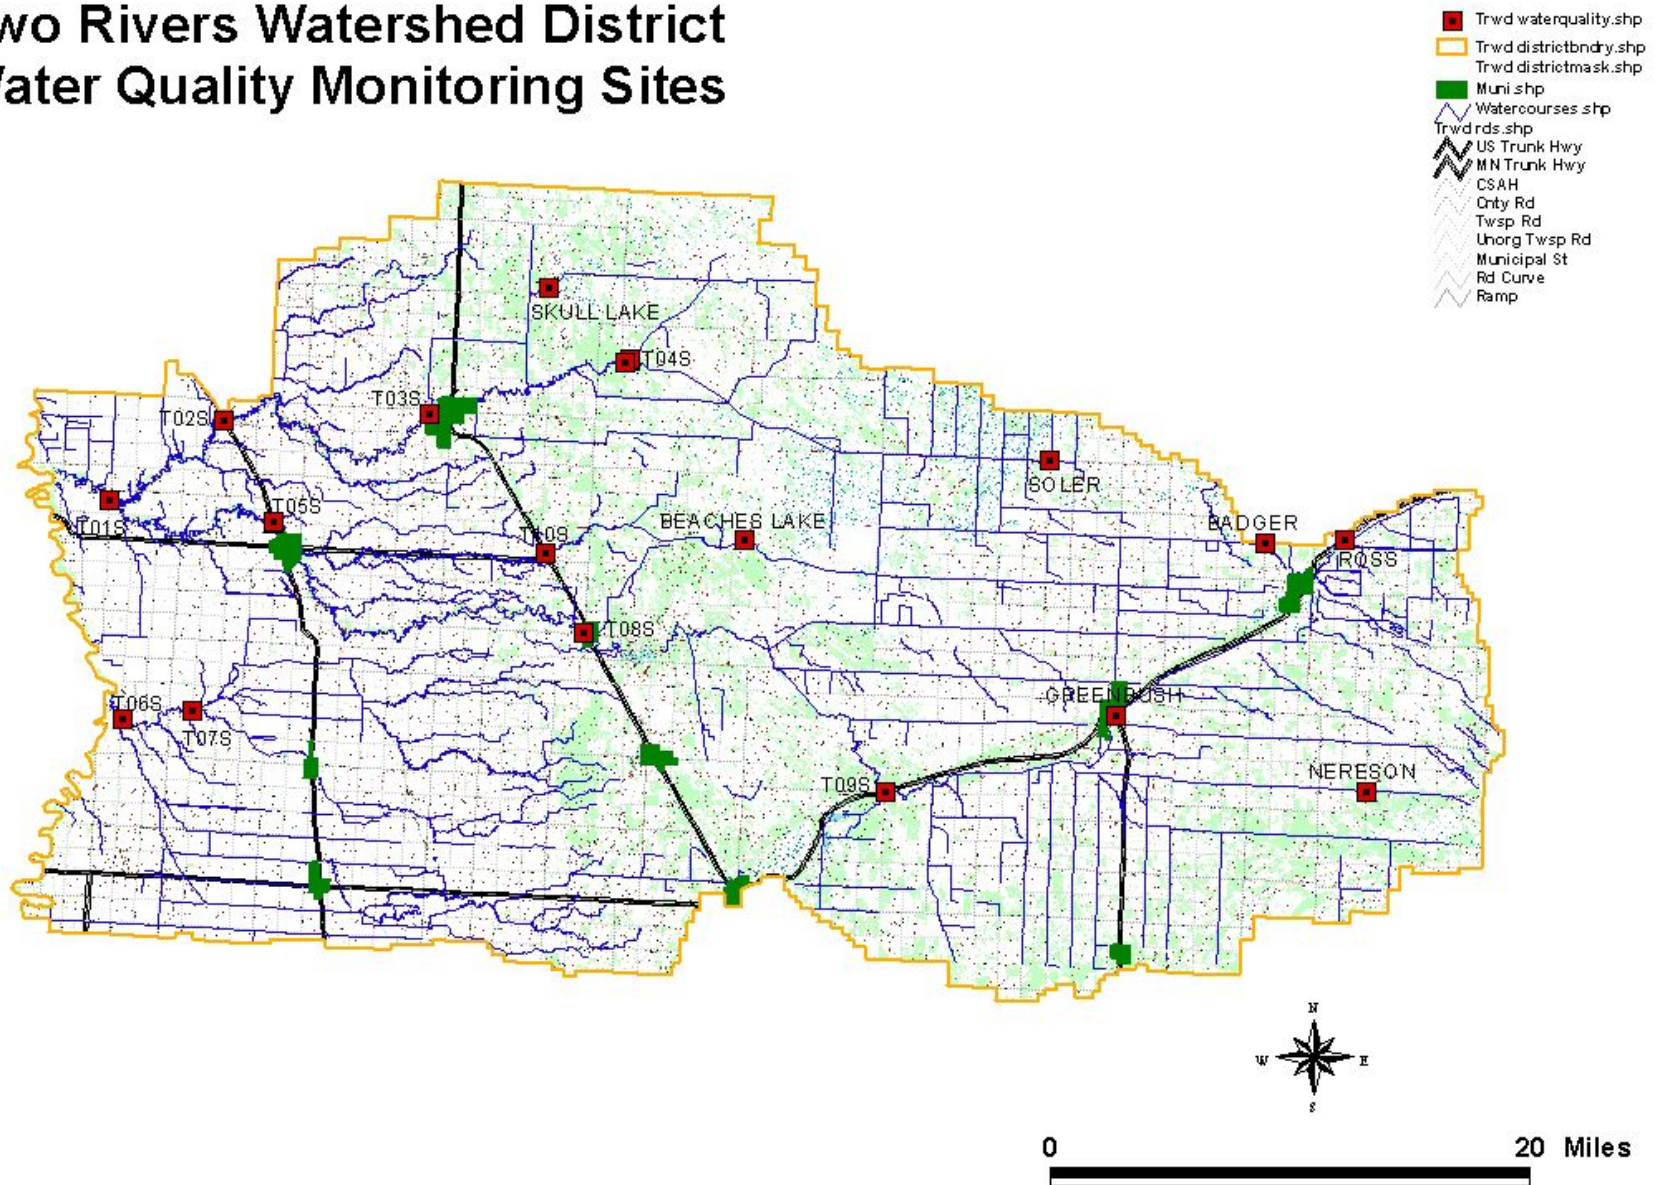 wo Rivers Watershed District
Water Quality Monitoring Sites
Trwd waterquality.shp
Trwd districtbndry.shp
Trwd districtmask.shp
Muni.shp
Watercourses.shp
Trwd rds.shp
US Trunk Hwy
MN Trunk Hwy
CSAH
Cnty Rd
Twsp Rd
Unorg Twsp Rd
Municipal St
Rd Curve
Ramp
SKULL LAKE
T04S
T03S
T02S
SOLER
T05S
T01S
BEACHES LAKE
BADGER
T10S
ROSS
T08S
GREENBUSH
T06S
T07S
NERESON
T09S
N
W E
S
0 20 Miles